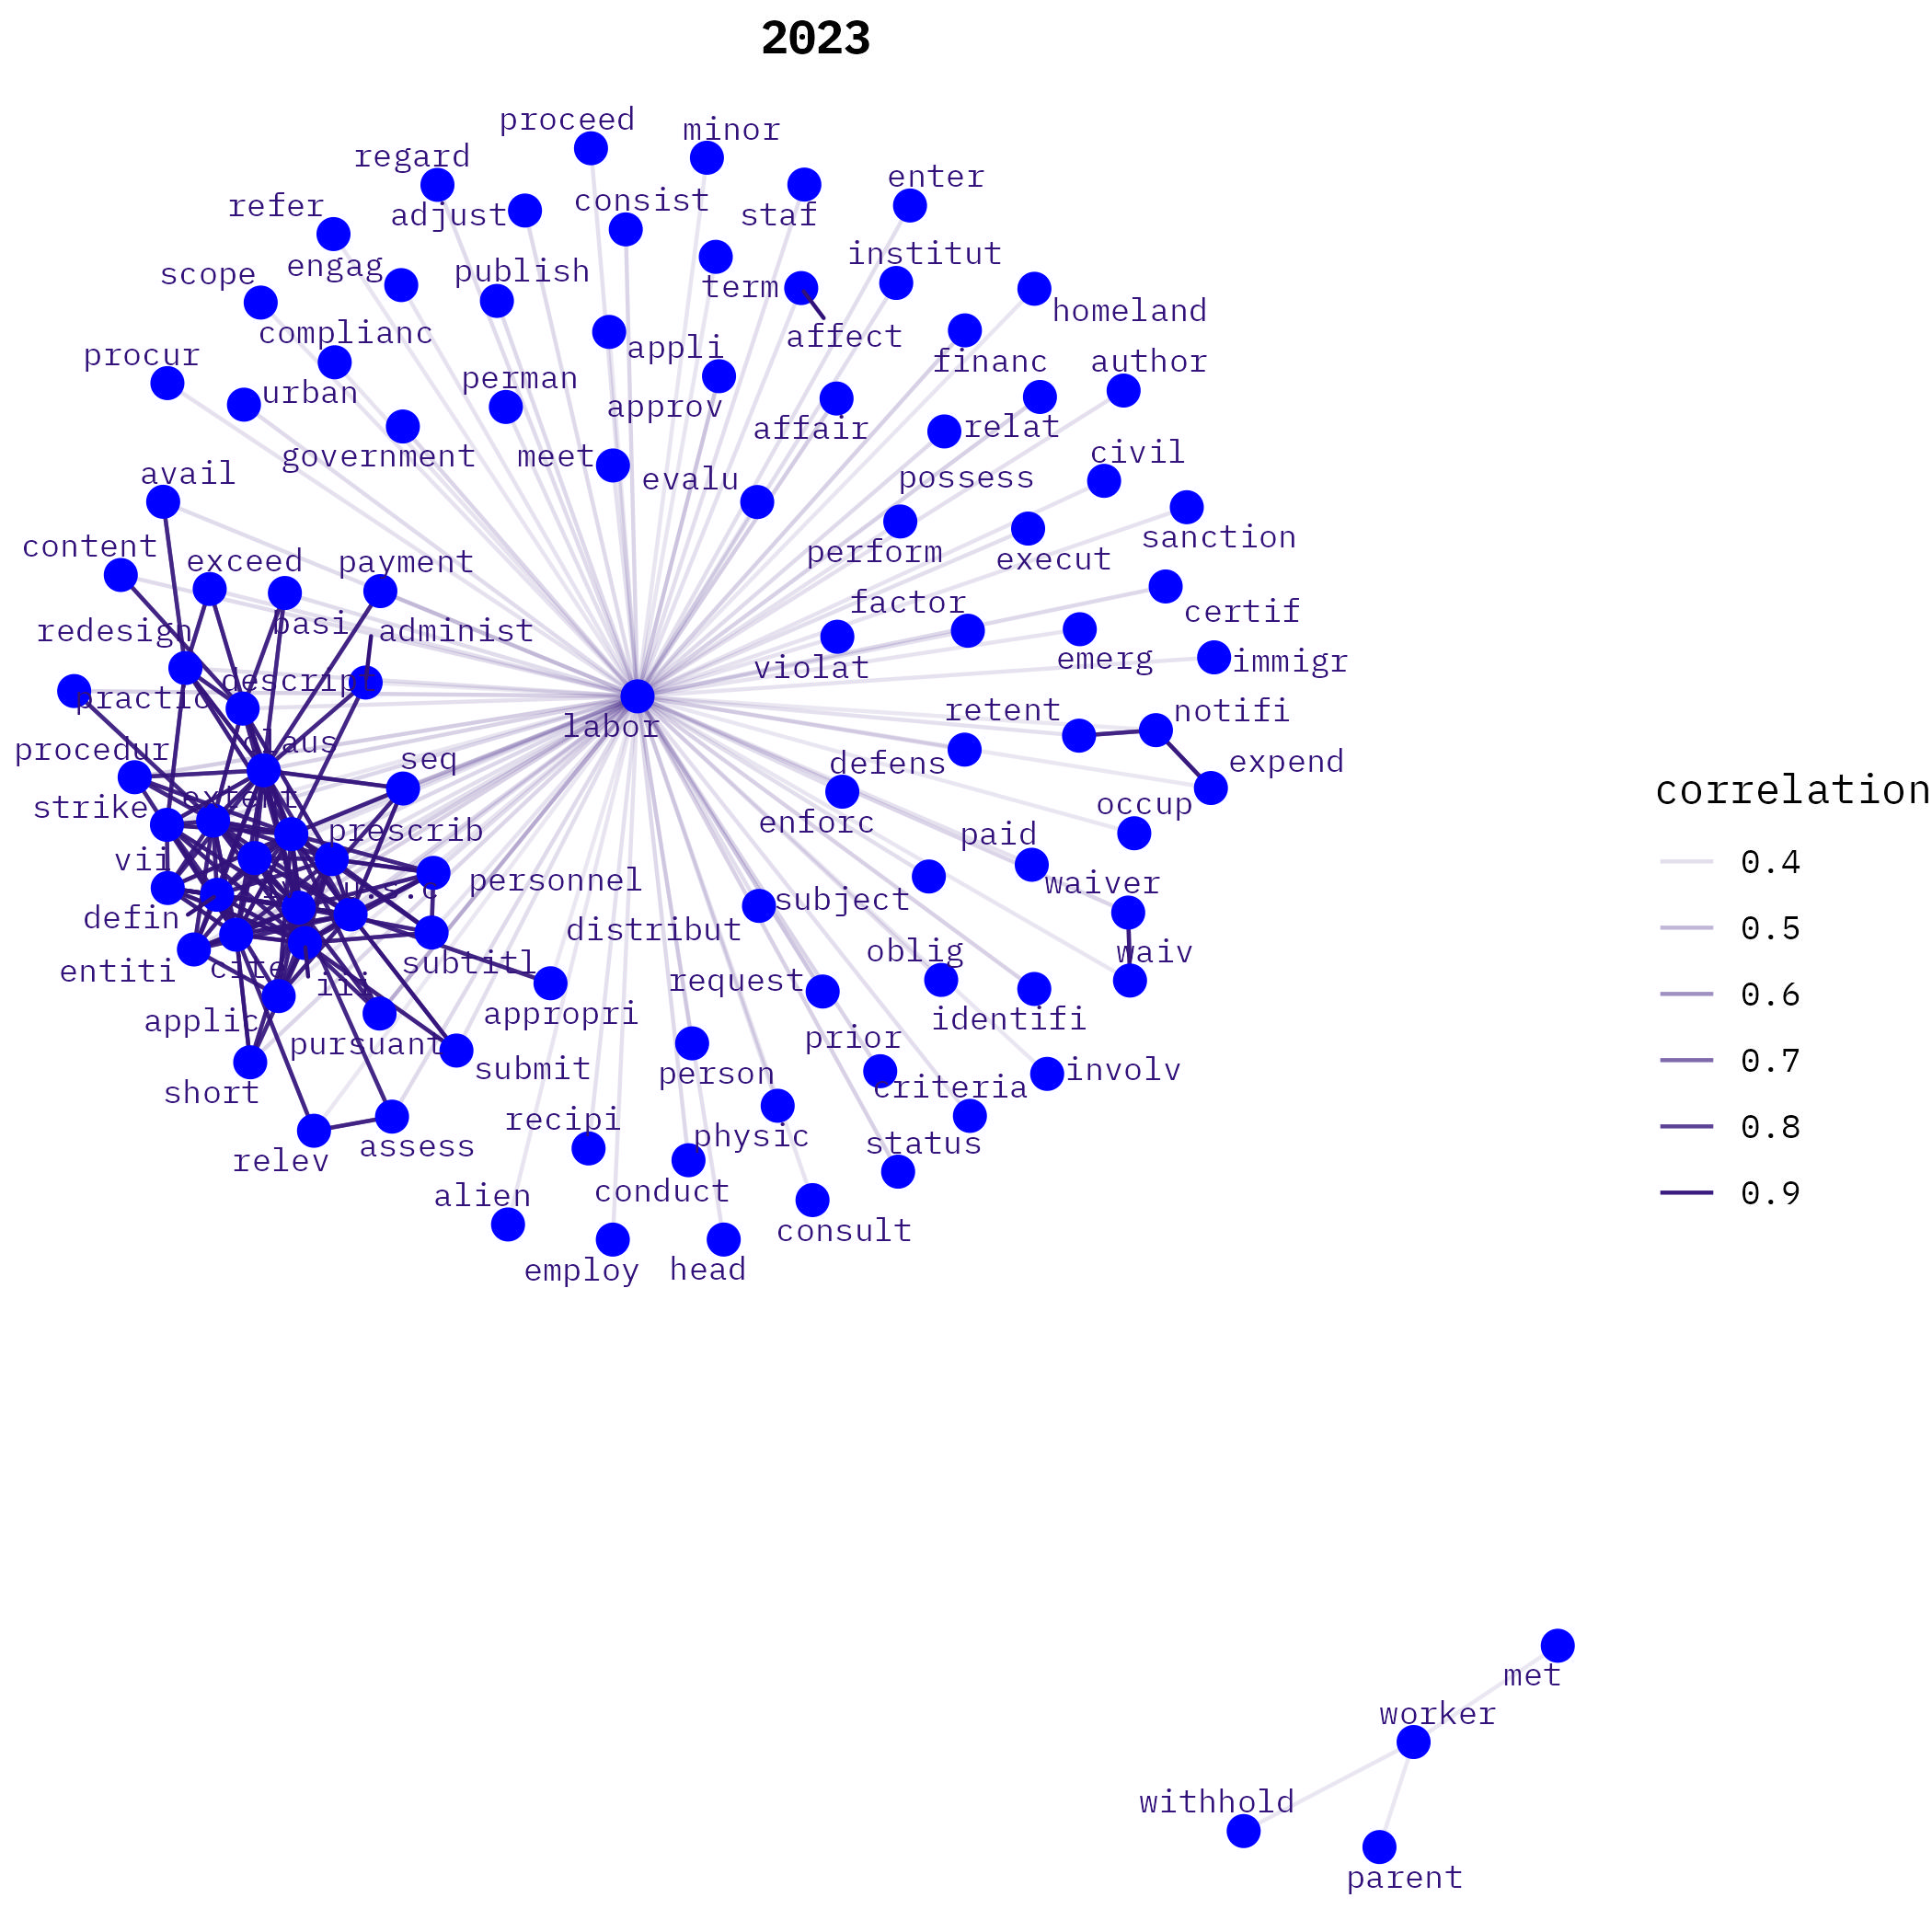 2023
proceed
minor
regard
enter
refer
adjust
consist
staf
institut
scope
engag
publish
term
homeland
complianc
affect
procur
appli
financ
author
urban
perman
approv
affair
relat
government
meet
evalu
possess
civil
avail
content
exceed
payment
perform
execut
sanction
redesign
administ
factor
certif
violat
emerg
immigr
practic
descript
labor
retent
notifi
procedur
claus
seq
defens
expend
strike
extent
prescrib
enforc
occup
paid
vii
u.s.c
personnel
subject
waiver
defin
distribut
entiti
cite
iii
subtitl
request
oblig
waiv
applic
appropri
identifi
pursuant
prior
short
submit
person
criteria
involv
relev
assess
recipi
physic
status
alien
conduct
consult
employ
head
correlation
0.4
0.5
0.6
0.7
0.8
0.9
met
worker
withhold
parent